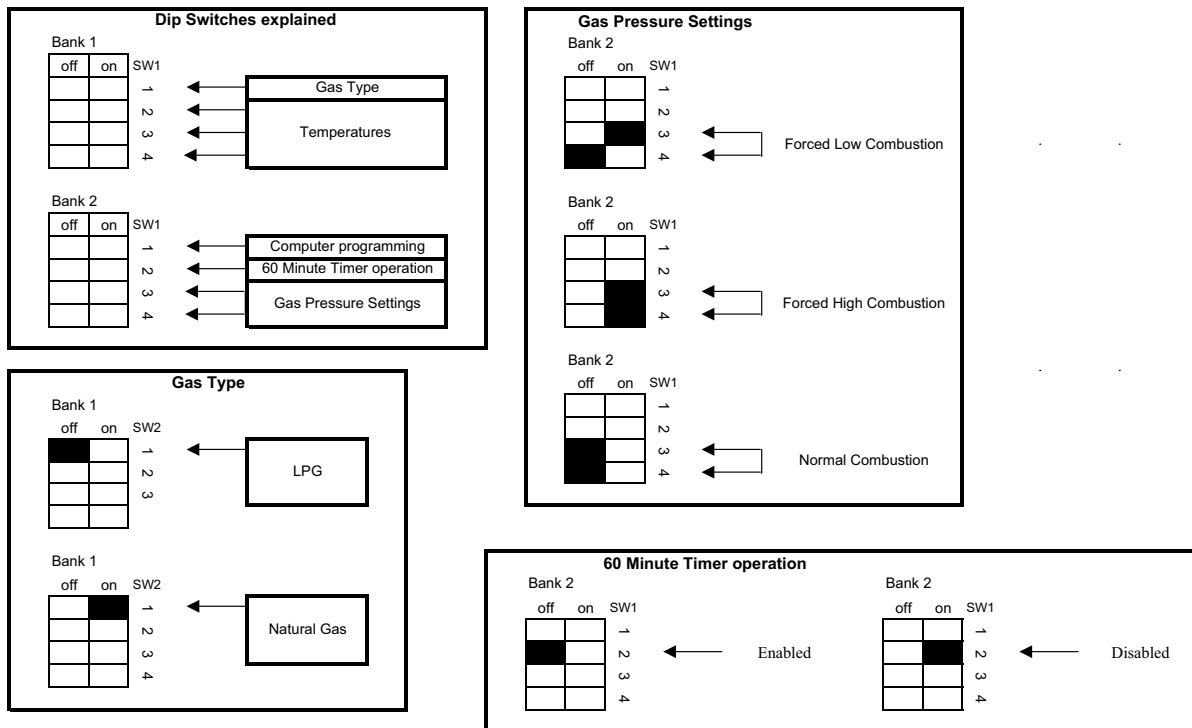 Dip Switches explained
Bank 1
off on SW1
1 Gas Type
2
3 Temperatures
4
Bank 2
off on SW1
1 Computer programming
2 60 Minute Timer operation
3 Gas Pressure Settings
4
Gas Type
Bank 1
off on SW2
1
2 LPG
3
Bank 1
off on SW2
1
2 Natural Gas
3
4
Gas Pressure Settings
Bank 2
off on SW1
1
2
3 Forced Low Combustion
4
Bank 2
off on SW1
1
2
3 Forced High Combustion
4
Bank 2
off on SW1
1
2
3 Normal Combustion
4
60 Minute Timer operation
Bank 2
off on SW1
1
2 Enabled
3
4
Bank 2
off on SW1
1
2 Disabled
3
4